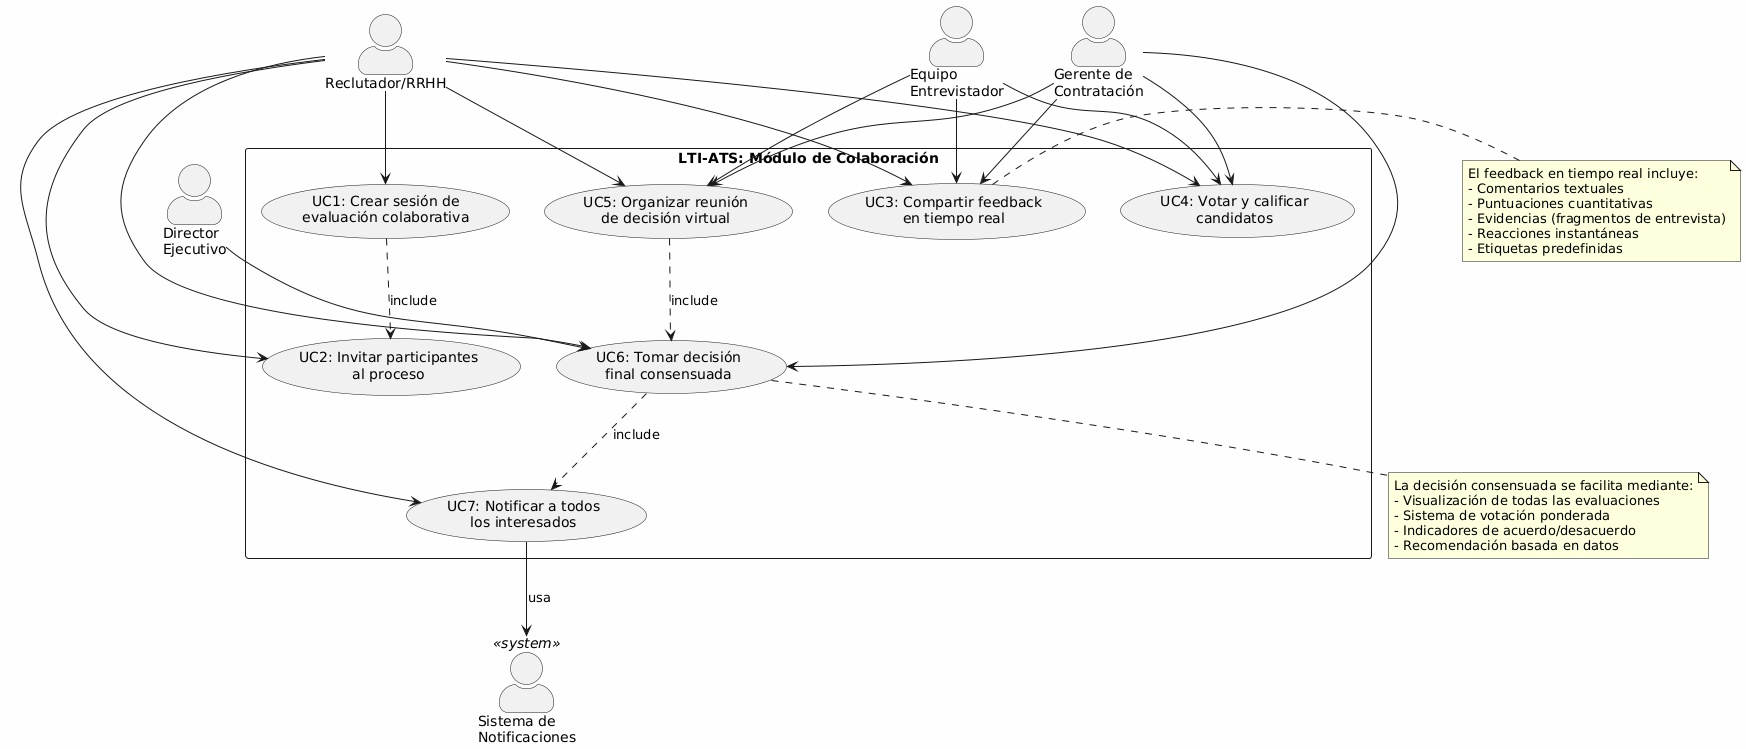 Reclutador/RRHH
Equipo
Entrevistador
Gerente de
Contratación
LTI-ATS: Módulo de Colaboración
El feedback en tiempo real incluye:
- Comentarios textuales
- Puntuaciones cuantitativas
- Evidencias (fragmentos de entrevista)
- Reacciones instantáneas
- Etiquetas predefinidas
Director
Ejecutivo
UC1: Crear sesión de
evaluación colaborativa
UC5: Organizar reunión
de decisión virtual
UC3: Compartir feedback
en tiempo real
UC4: Votar y calificar
candidatos
include
include
UC2: Invitar participantes
al proceso
UC6: Tomar decisión
final consensuada
include
La decisión consensuada se facilita mediante:
- Visualización de todas las evaluaciones
- Sistema de votación ponderada
- Indicadores de acuerdo/desacuerdo
- Recomendación basada en datos
UC7: Notificar a todos
los interesados
usa
«system»
Sistema de
Notificaciones